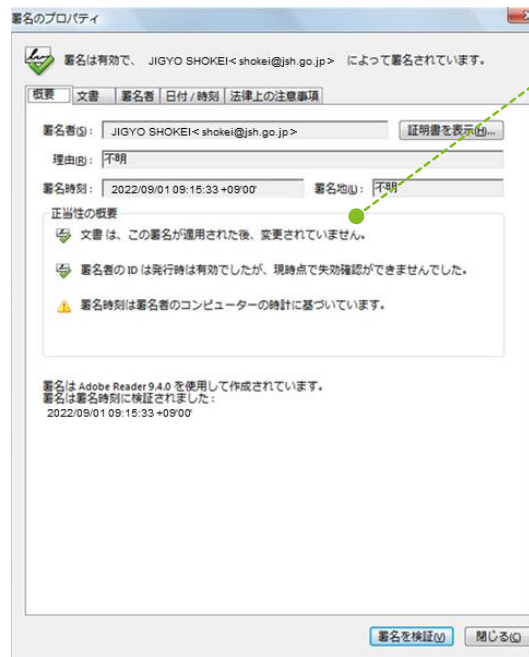 署名のプロパティ
署名は有効で、 JIGYO SHOKEI< shokei@jsh.go.jp> によって署名されています。
概要 文書 署名者 日付/時刻 法律上の注意事項
署名者(S): JIGYO SHOKEI< shokei@jsh.go.jp> 証明書を表示(H)...
理由(R): 不明
署名時刻: 2022/09/01 09:15:33 +09'00' 署名地(L): 不明
正当性の概要
文書 は、この署名が適用された後、変更されていません。
署名者の ID は発行時は有効でしたが、現時点で失効確認ができませんでした。
署名時刻は署名者のコンピューターの時計に基づいています。
署名は Adobe Reader 9.4.0 を使用して作成されています。
署名は署名時刻に検証されました :
2022/09/01 09:15:33 +09'00'
署名を検証(V) 閉じる(C)